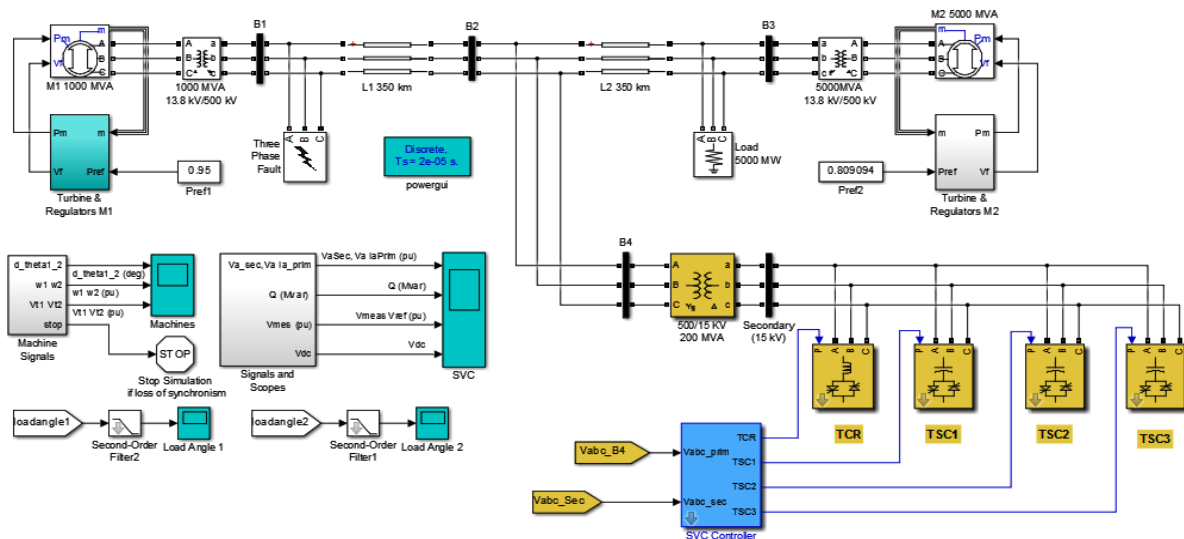 B1
B2
B3
M2 5000 MVA
m
Pm
Vf
A
B
C
M1 1000 MVA
A a
B b
C c
1000 MVA
13.8 kV/500 kV
L1 350 km
L2 350 km
a A
b B
c C
5000MVA
13.8 kV/500 kV
m
Pm
A
B
C
Vf
Pm m
Vf Pref
Turbine &
Regulators M1
0.95
Pref1
A B C
Three
Phase
Fault
Discrete,
Ts = 2e-05 s.
powergui
A B C
Load
5000 MW
0.809094
Pref2
m Pm
Pref Vf
Turbine &
Regulators M2
B4
d_theta1_2
w1 w2
Vt1 Vt2
stop
Machine
Signals
d_theta1_2 (deg)
w1 w2 (pu)
Vt1 Vt2 (pu)
Machines
STOP
Stop Simulation
if loss of synchronism
Va_sec,Va Ia_prim
Q (Mvar)
Vmes (pu)
Vdc
Signals and
Scopes
VaSec, Va IaPrim (pu)
Q (Mvar)
Vmeas Vref (pu)
Vdc
SVC
A a
B b
C c
Yg Δ
500/15 KV
200 MVA
Secondary
(15 kV)
P A B C
P A B C
P A B C
P A B C
TCR
TSC1
TSC2
TSC3
loadangle1
Second-Order
Filter2
Load Angle 1
loadangle2
Second-Order
Filter1
Load Angle 2
Vabc_B4
Vabc_Sec
Vabc_prim
Vabc_sec
TCR
TSC1
TSC2
TSC3
SVC Controller